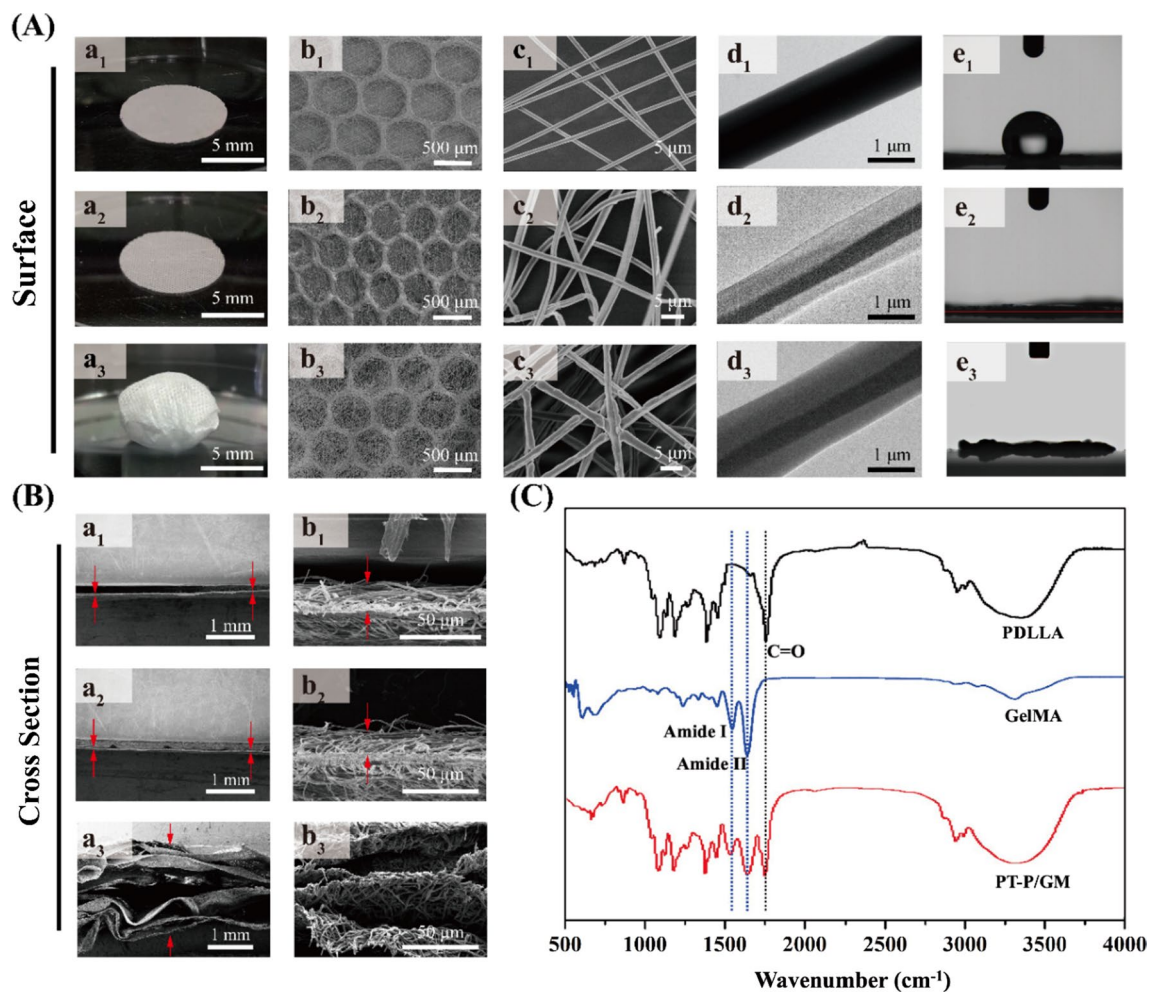 (A)
Surface
a1 b1 c1 d1 e1
5 mm 500 μm 5 μm 1 μm
a2 b2 c2 d2 e2
5 mm 500 μm 5 μm 1 μm
a3 b3 c3 d3 e3
5 mm 500 μm 5 μm 1 μm
(B)
Cross Section
a1 b1
1 mm 50 μm
a2 b2
1 mm 50 μm
a3 b3
1 mm 50 μm
(C)
PDLLA
C=O
GelMA
Amide I
Amide II
PT-P/GM
500 1000 1500 2000 2500 3000 3500 4000
Wavenumber (cm⁻¹)